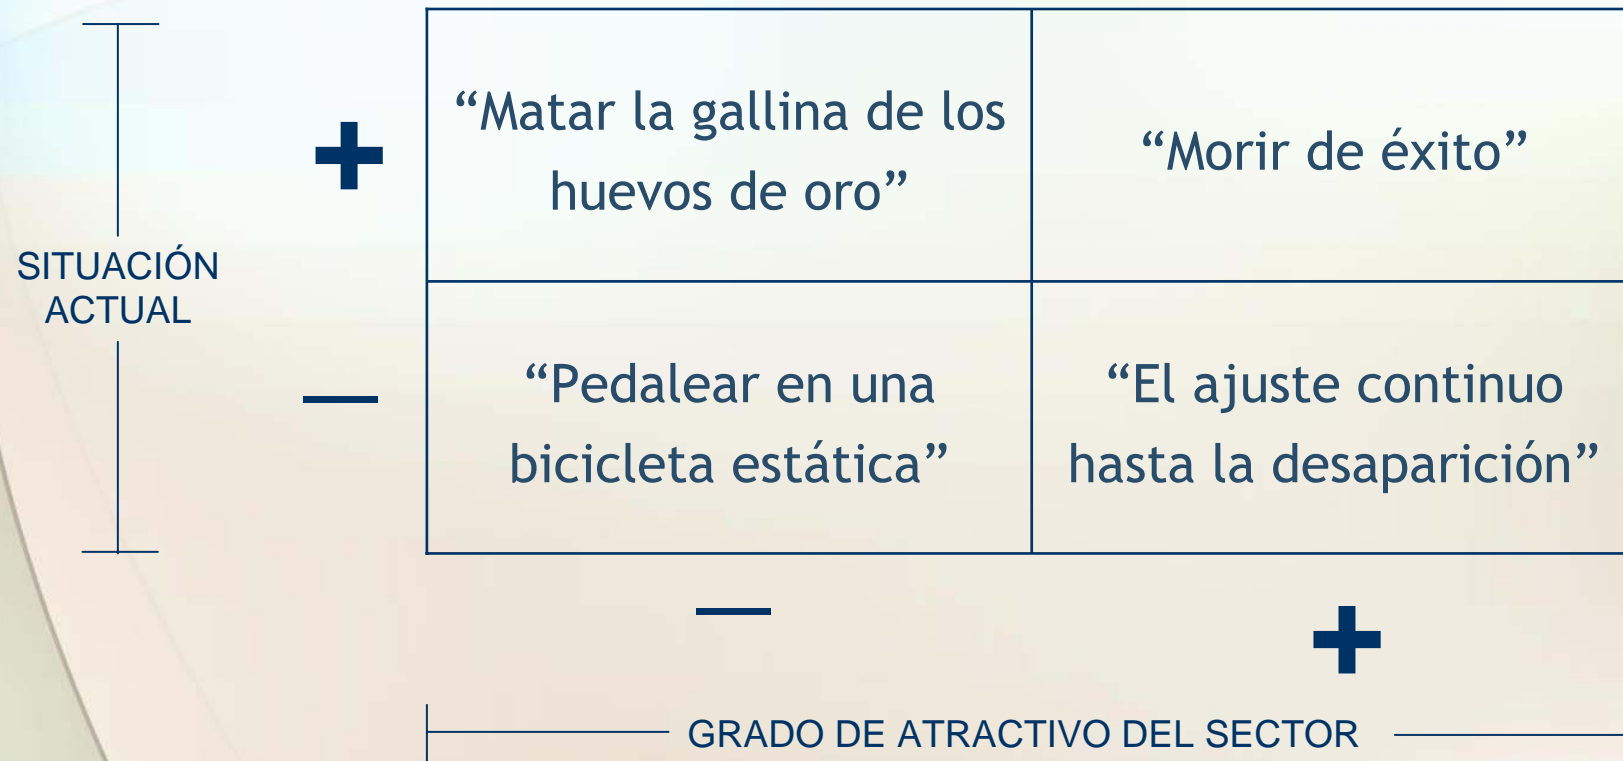 “Matar la gallina de los
huevos de oro”
“Morir de éxito”
+
SITUACIÓN
ACTUAL
“Pedalear en una
bicicleta estática”
“El ajuste continuo
hasta la desaparición”
—
—
+
GRADO DE ATRACTIVO DEL SECTOR